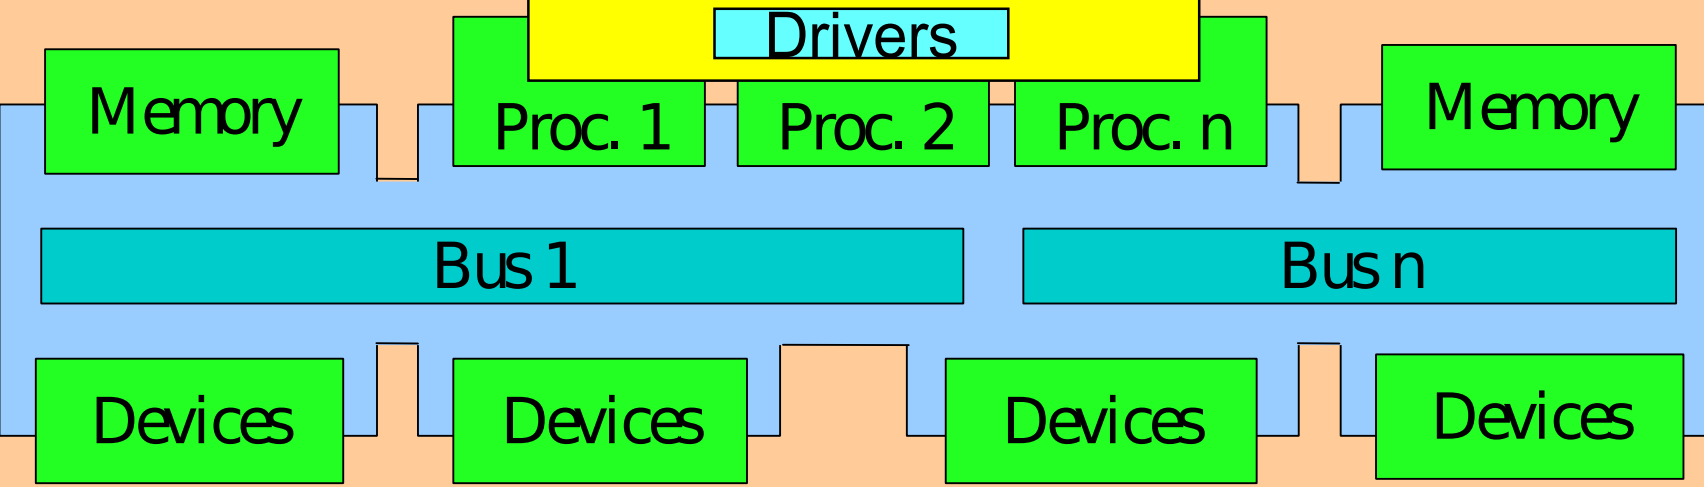 Drivers
Memory
Proc. 1
Proc. 2
Proc. n
Memory
Bus 1
Bus n
Devices
Devices
Devices
Devices